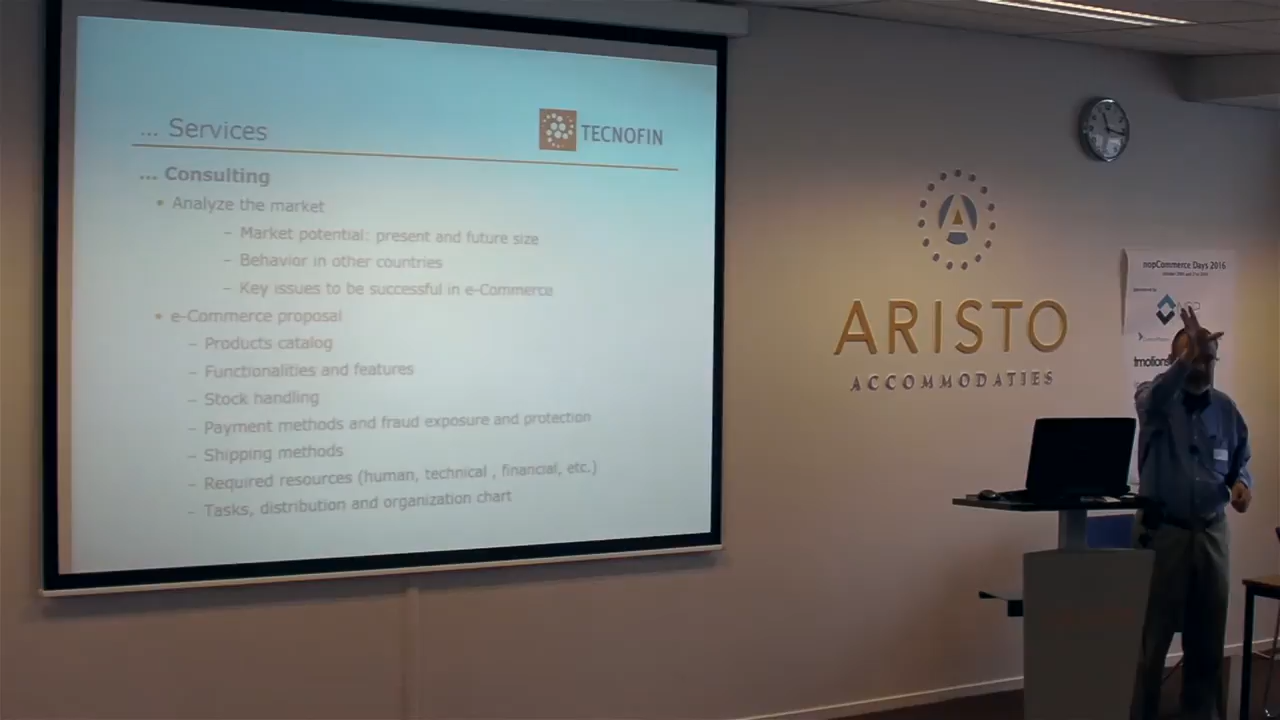 ... Services
TECNOFIN
... Consulting
• Analyze the market
– Market potential: present and future size
– Behavior in other countries
– Key issues to be successful in e-Commerce
• e-Commerce proposal
– Products catalog
– Functionalities and features
– Stock handling
– Payment methods and fraud exposure and protection
– Shipping methods
– Required resources (human, technical , financial, etc.)
– Tasks, distribution and organization chart
A
ARISTO
ACCOMMODATIES
nopCommerce Days 2016